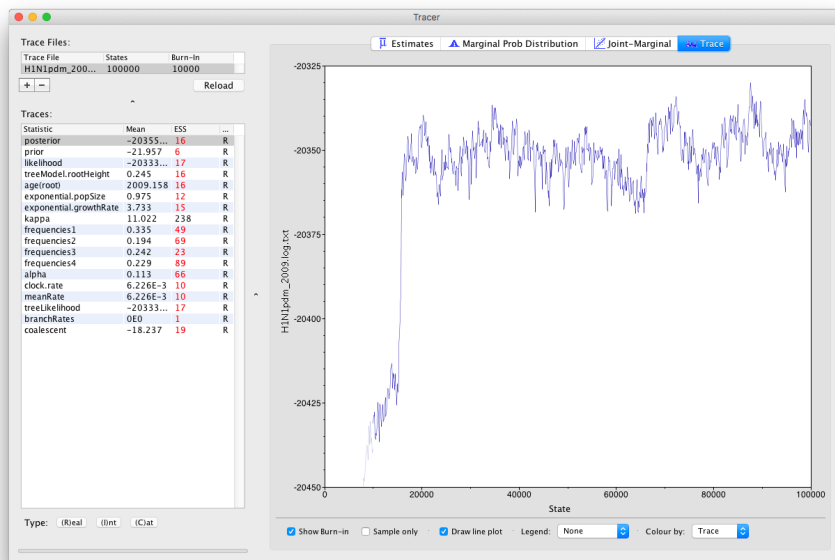 Tracer
Trace Files:
Trace File States Burn-In
H1N1pdm_200... 100000 10000
+ − Reload
Traces:
Statistic Mean ESS ...
posterior -20355... 16 R
prior -21.957 6 R
likelihood -20333... 17 R
treeModel.rootHeight 0.245 16 R
age(root) 2009.158 16 R
exponential.popSize 0.975 12 R
exponential.growthRate 3.733 15 R
kappa 11.022 238 R
frequencies1 0.335 49 R
frequencies2 0.194 69 R
frequencies3 0.242 23 R
frequencies4 0.229 89 R
alpha 0.113 66 R
clock.rate 6.226E-3 10 R
meanRate 6.226E-3 10 R
treeLikelihood -20333... 17 R
branchRates 0E0 1 R
coalescent -18.237 19 R
Type: (R)eal (I)nt (C)at
Estimates Marginal Prob Distribution Joint-Marginal Trace
-20325
-20350
-20375
-20400
-20425
-20450
H1N1pdm_2009.log.txt
0 20000 40000 60000 80000 100000
State
Show Burn-in Sample only Draw line plot Legend: None Colour by: Trace